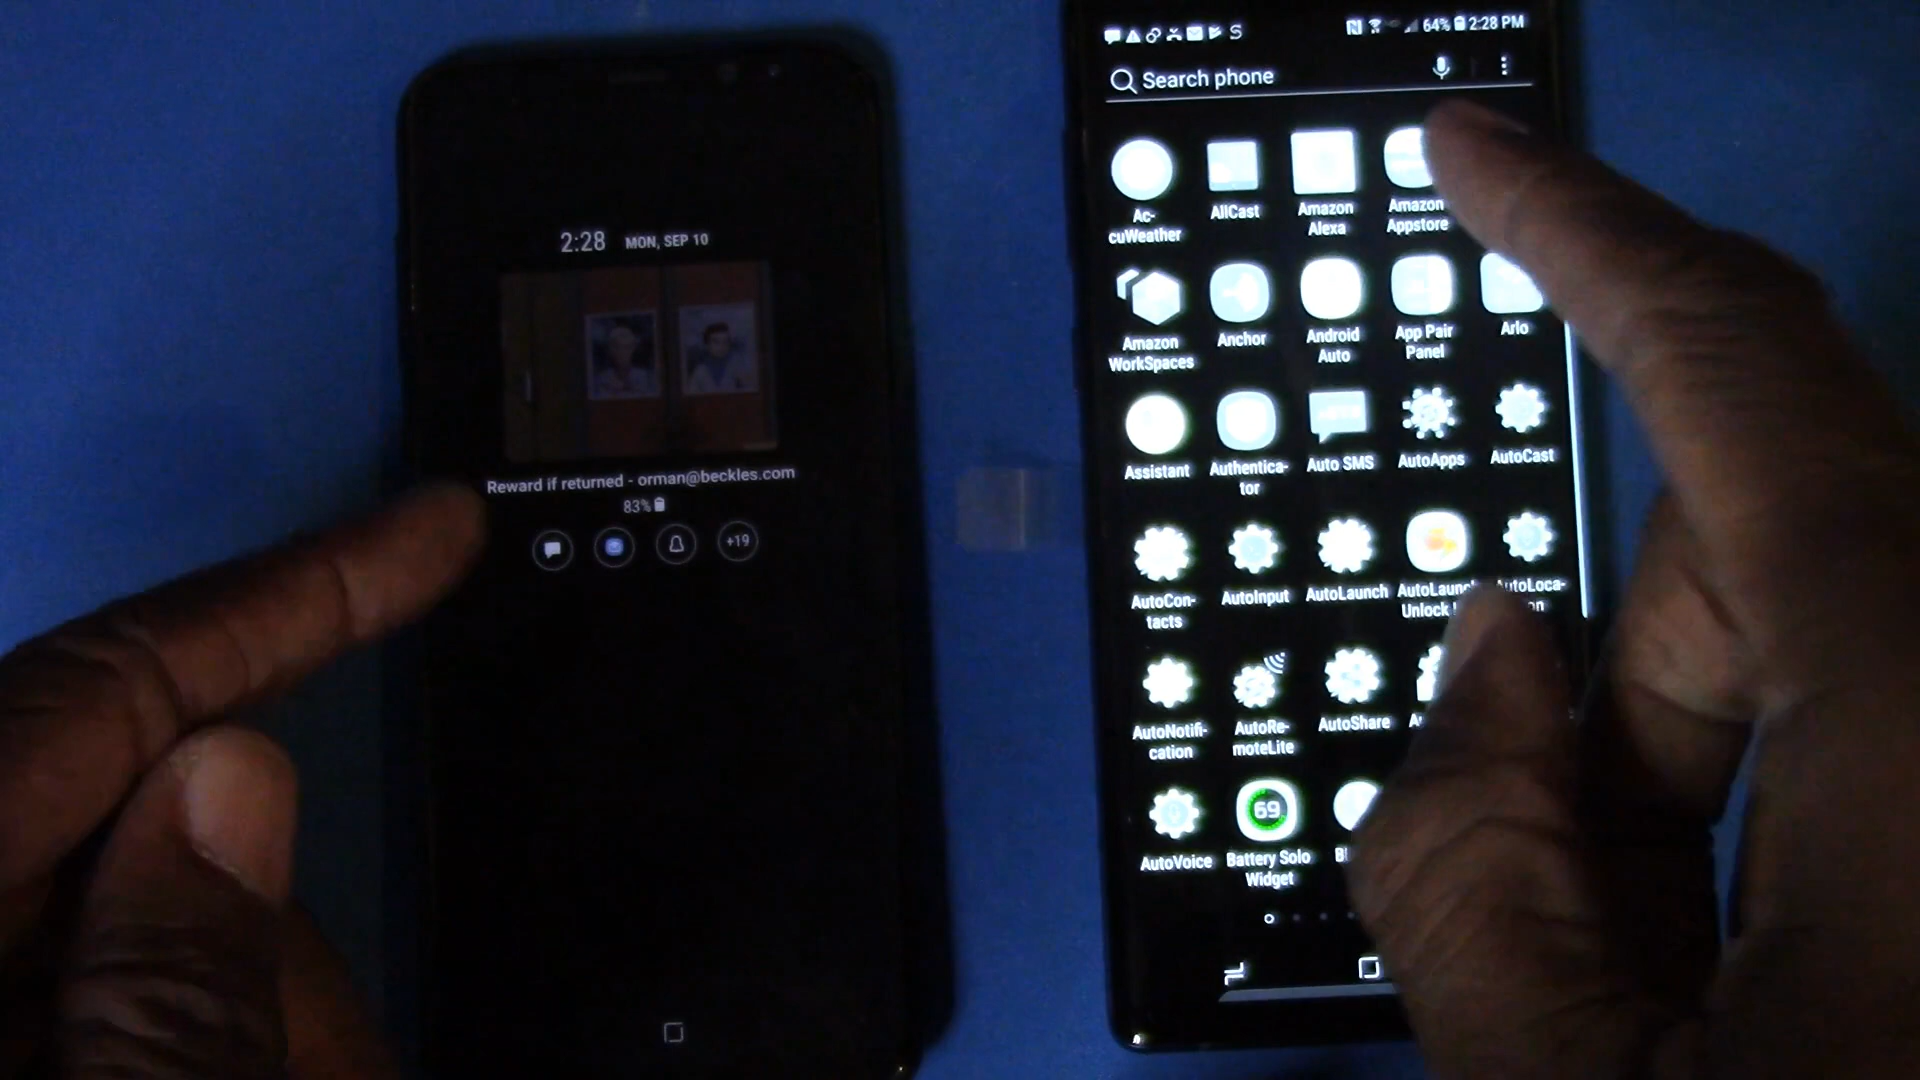 2:28 MON, SEP 10
Reward if returned - orman@beckles.com
83%
+19
64% 2:28 PM
Search phone
Ac-
cuWeather
AllCast
Amazon
Alexa
Amazon
Appstore
Amazon
WorkSpaces
Anchor
Android
Auto
App Pair
Panel
Arlo
Assistant
Authentica-
tor
Auto SMS
AutoApps
AutoCast
AutoCon-
tacts
AutoInput
AutoLaunch
Unlock
AutoNotifi-
cation
AutoRe-
moteLite
AutoShare
AutoVoice
69
Battery Solo
Widget